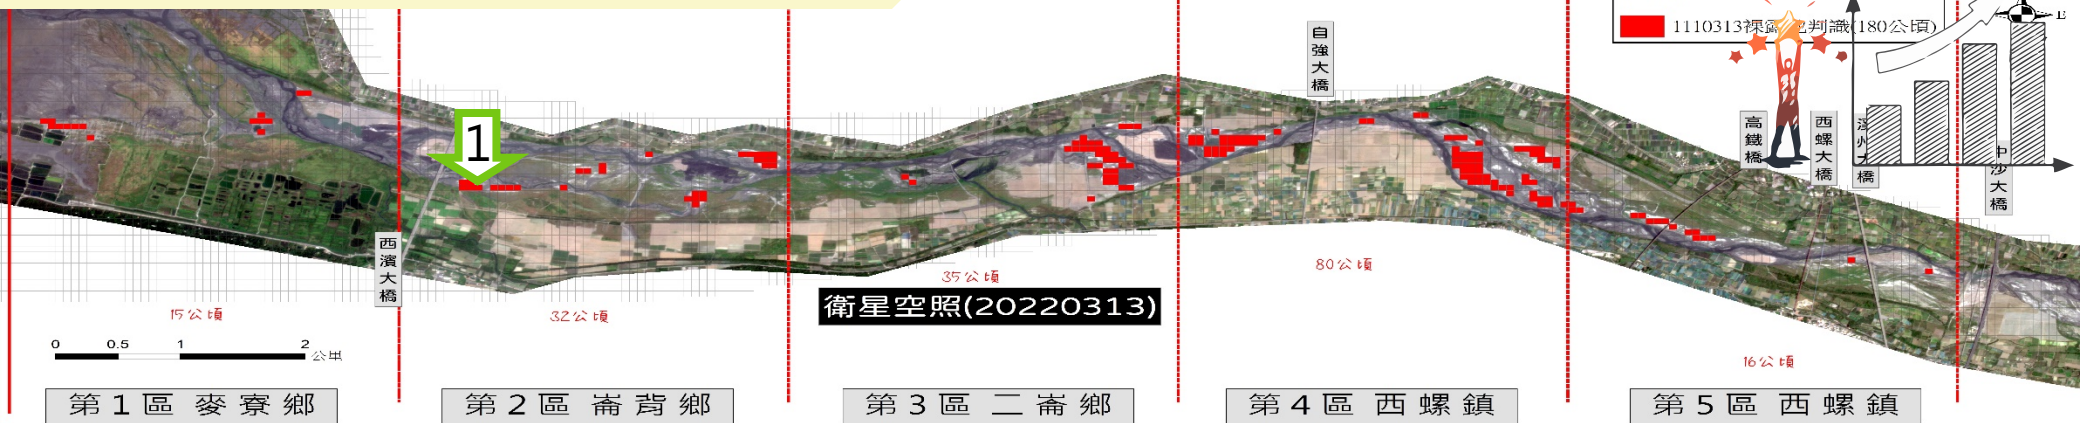 1110313裸露地判識(180公頃)
E
自強大橋
高鐵橋
西螺大橋
溪州大橋
中沙大橋
西濱大橋
1
15公頃
32公頃
35公頃
80公頃
16公頃
衛星空照(20220313)
0 0.5 1 2 公里
第1區 麥寮鄉
第2區 崙背鄉
第3區 二崙鄉
第4區 西螺鎮
第5區 西螺鎮